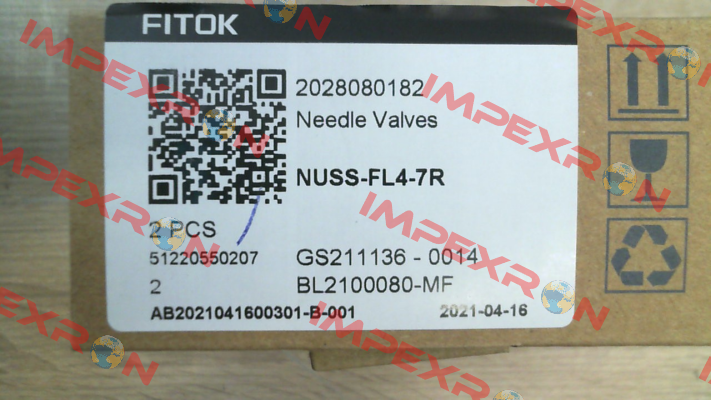 FITOK
2028080182
Needle Valves
NUSS-FL4-7R
2 PCS
51220550207 GS211136 - 0014
2 BL2100080-MF
AB2021041600301-B-001 2021-04-16
IMPEXRON
IMPEXRON
IMPEXRON
IMPEXRON
IMPEXRON
IMPEXRON